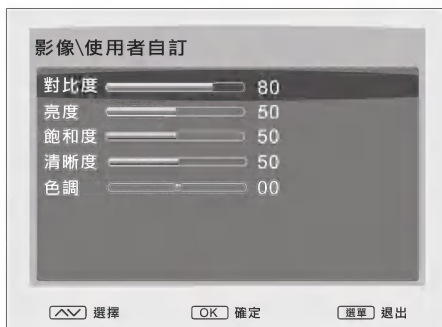 影像\使用者自訂
對比度 80
亮度 50
飽和度 50
清晰度 50
色調 00
選擇 OK 確定 選單 退出